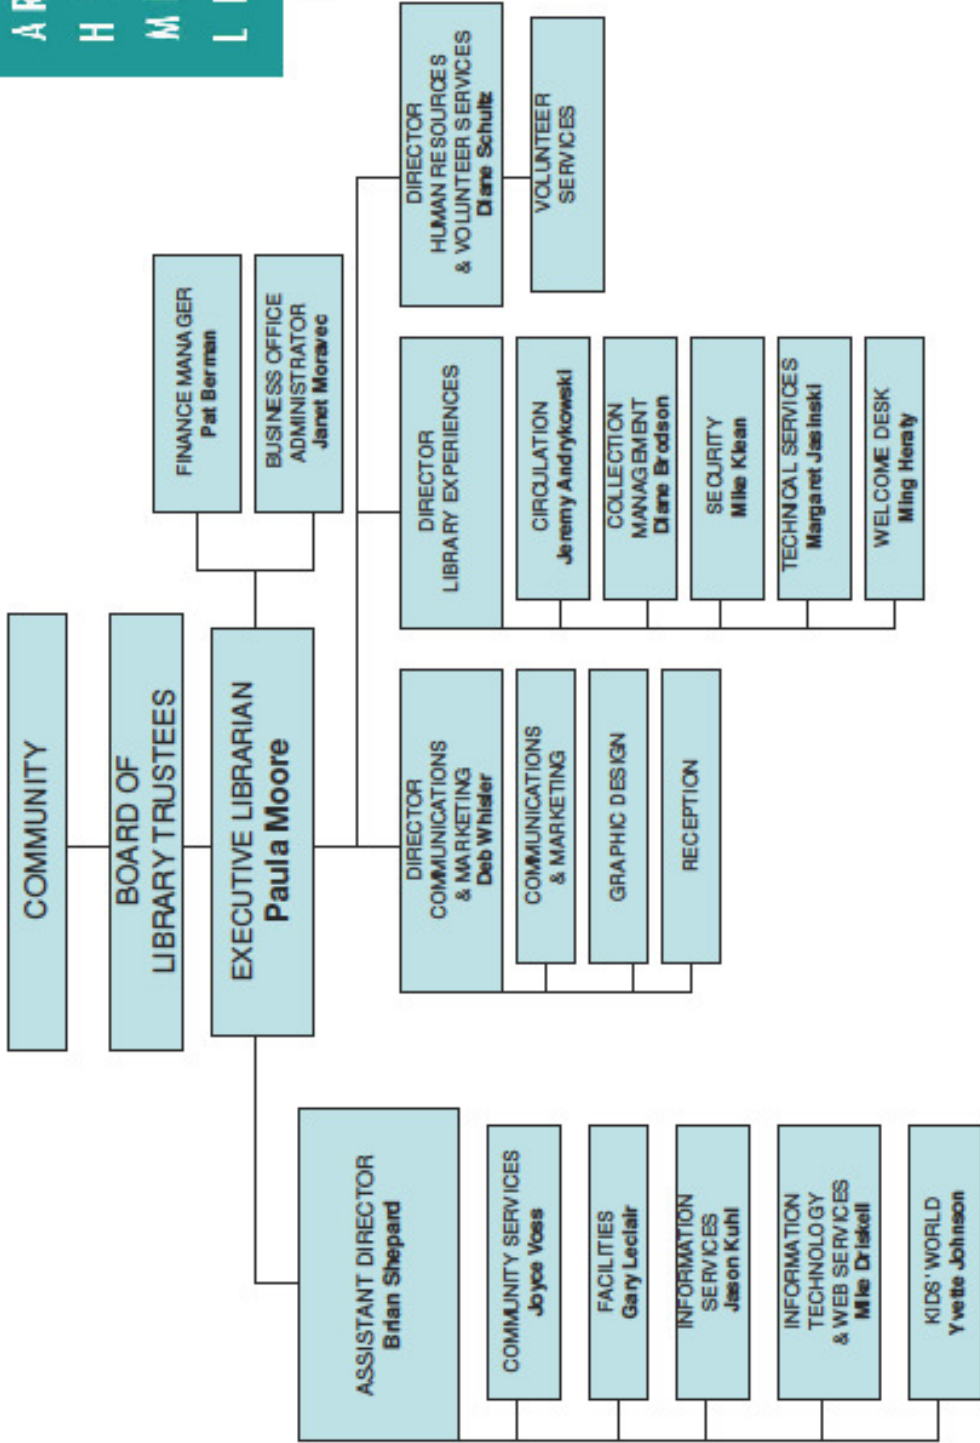 COMMUNITY
BOARD OF
LIBRARY TRUSTEES
EXECUTIVE LIBRARIAN
Paula Moore
FINANCE MANAGER
Pat Berman
BUSINESS OFFICE
ADMINISTRATOR
Janet Moravec
ASSISTANT DIRECTOR
Brian Shepard
COMMUNITY SERVICES
Joyce Voss
FACILITIES
Gary Leclair
INFORMATION
SERVICES
Jason Kuhl
INFORMATION
TECHNOLOGY
& WEB SERVICES
Mike Driskell
KIDS' WORLD
Yvette Johnson
DIRECTOR
COMMUNICATIONS
& MARKETING
Deb Whisler
COMMUNICATIONS
& MARKETING
GRAPHIC DESIGN
RECEPTION
DIRECTOR
LIBRARY EXPERIENCES
CIRCULATION
Jeremy Andrykowski
COLLECTION
MANAGEMENT
Diane Brodson
SECURITY
Mike Klean
TECHNICAL SERVICES
Margaret Jasinski
WELCOME DESK
Ming Heraty
DIRECTOR
HUMAN RESOURCES
& VOLUNTEER SERVICES
Diane Schultz
VOLUNTEER
SERVICES